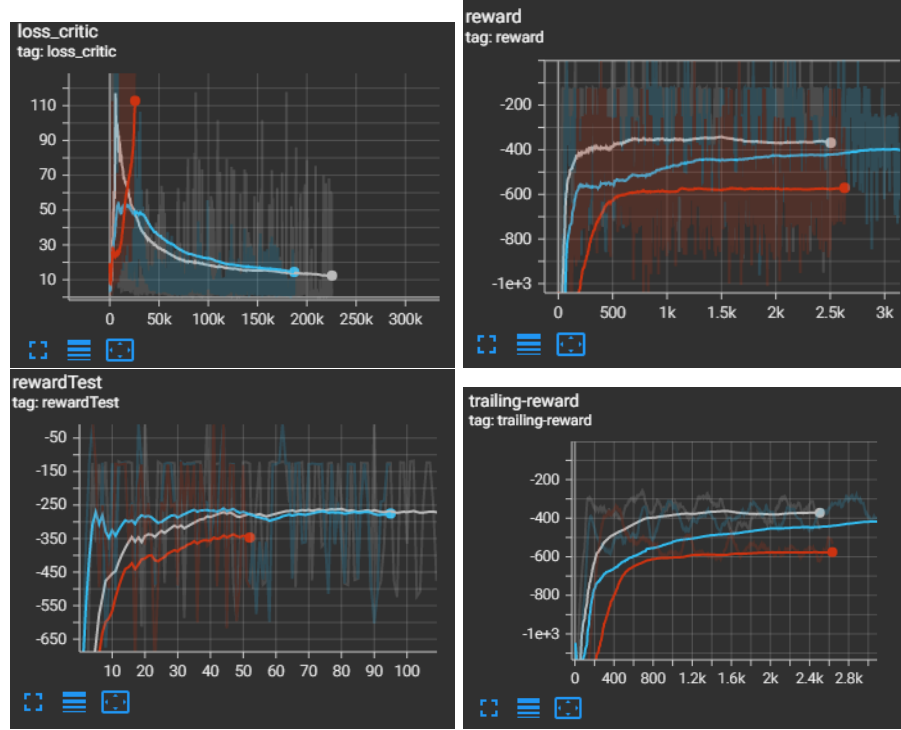 loss_critic
tag: loss_critic
110
90
70
50
30
10
0 50k 100k 150k 200k 250k 300k
reward
tag: reward
-200
-400
-600
-800
-1e+3
0 500 1k 1.5k 2k 2.5k 3k
rewardTest
tag: rewardTest
-50
-150
-250
-350
-450
-550
-650
10 20 30 40 50 60 70 80 90 100
trailing-reward
tag: trailing-reward
-200
-400
-600
-800
-1e+3
0 400 800 1.2k 1.6k 2k 2.4k 2.8k